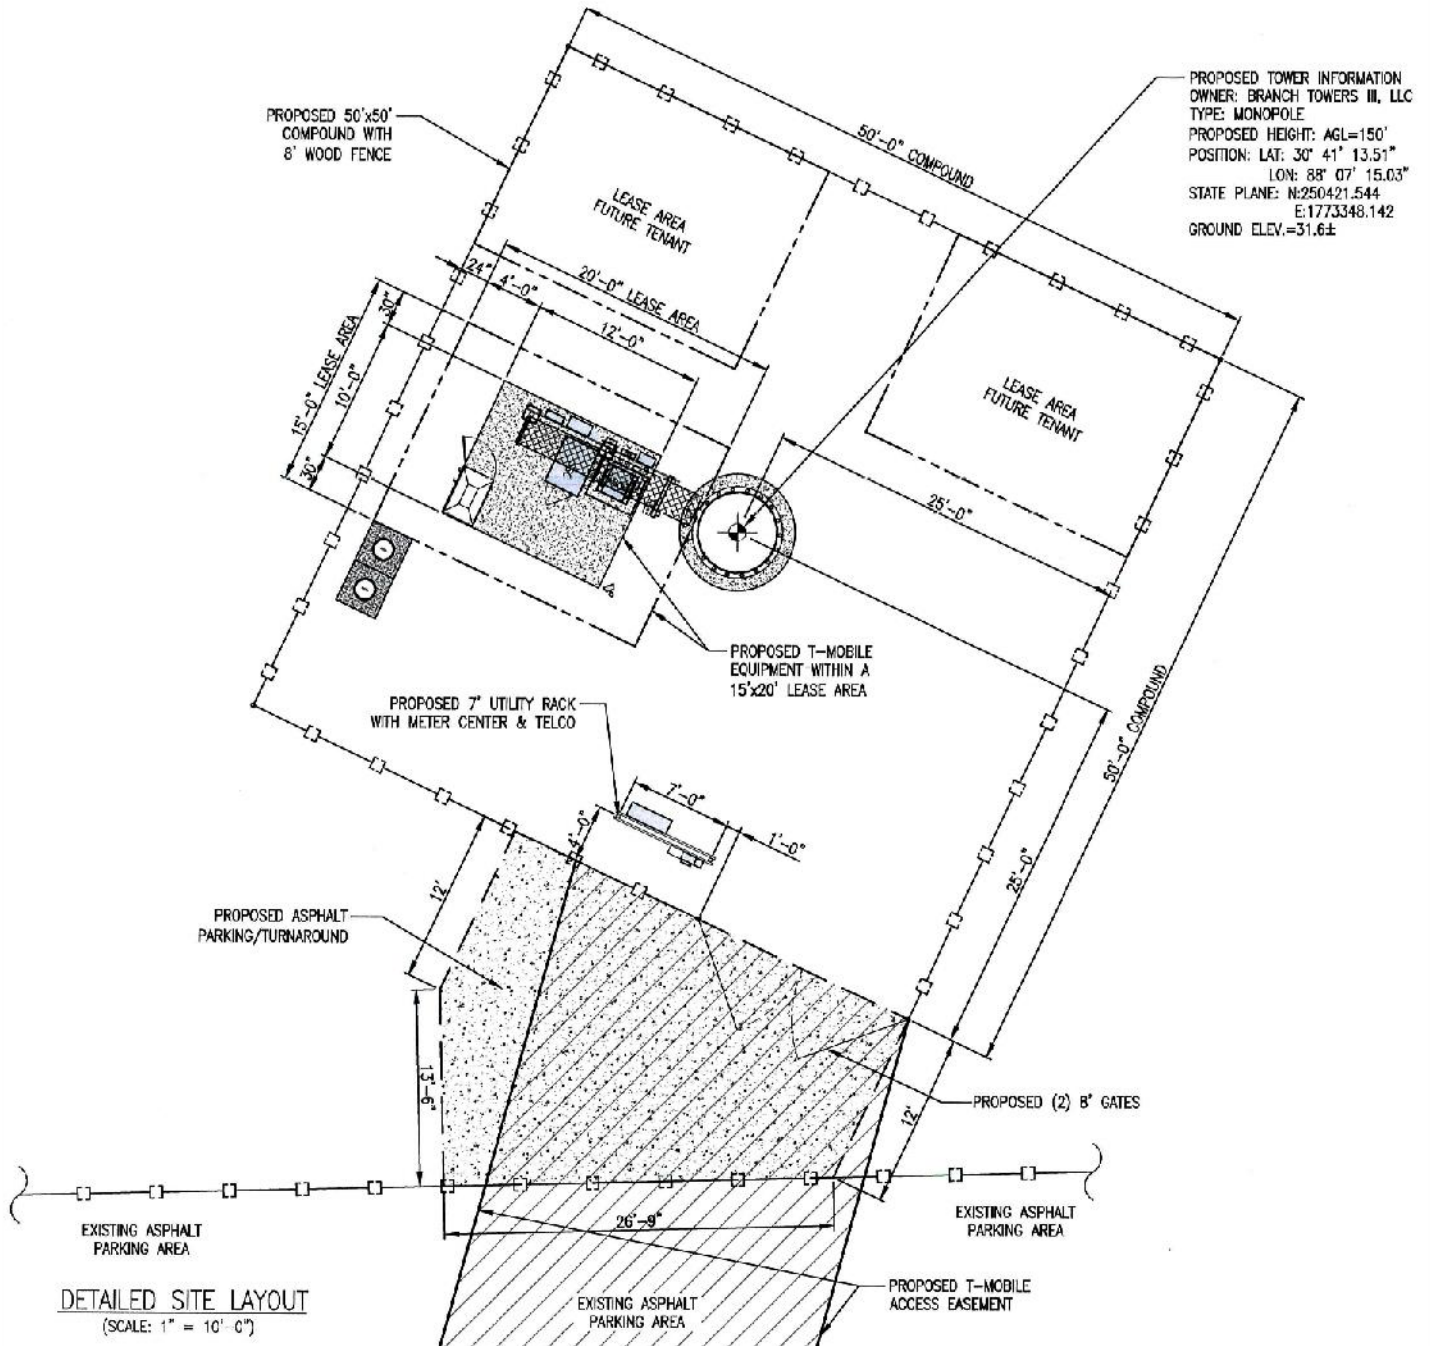 PROPOSED TOWER INFORMATION
OWNER: BRANCH TOWERS III, LLC
TYPE: MONOPOLE
PROPOSED HEIGHT: AGL=150'
POSITION: LAT: 30° 41' 13.51"
LON: 88° 07' 15.03"
STATE PLANE: N:250421.544
E:1773348.142
GROUND ELEV.=31.6±
PROPOSED 50'x50'
COMPOUND WITH
8' WOOD FENCE
50'-0" COMPOUND
LEASE AREA
FUTURE TENANT
24"
4'-0"
20'-0" LEASE AREA
12'-0"
30"
15'-0" LEASE AREA
10'-0"
30"
LEASE AREA
FUTURE TENANT
25'-0"
PROPOSED T-MOBILE
EQUIPMENT WITHIN A
15'x20' LEASE AREA
PROPOSED 7' UTILITY RACK
WITH METER CENTER & TELCO
50'-0" COMPOUND
7'-0"
4'-0"
1'-0"
25'-0"
12'
PROPOSED ASPHALT
PARKING/TURNAROUND
13'-6"
PROPOSED (2) 8' GATES
12'
26'-9"
EXISTING ASPHALT
PARKING AREA
EXISTING ASPHALT
PARKING AREA
PROPOSED T-MOBILE
ACCESS EASEMENT
EXISTING ASPHALT
PARKING AREA
DETAILED SITE LAYOUT
(SCALE: 1" = 10'-0")